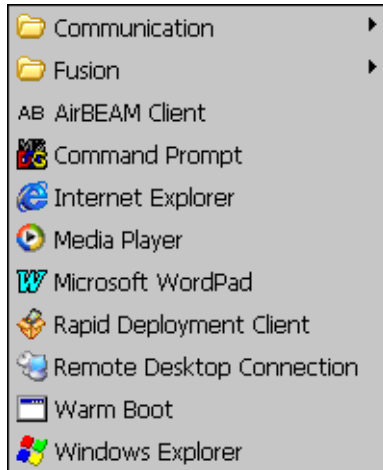 Communication
Fusion
AB AirBEAM Client
Command Prompt
Internet Explorer
Media Player
Microsoft WordPad
Rapid Deployment Client
Remote Desktop Connection
Warm Boot
Windows Explorer